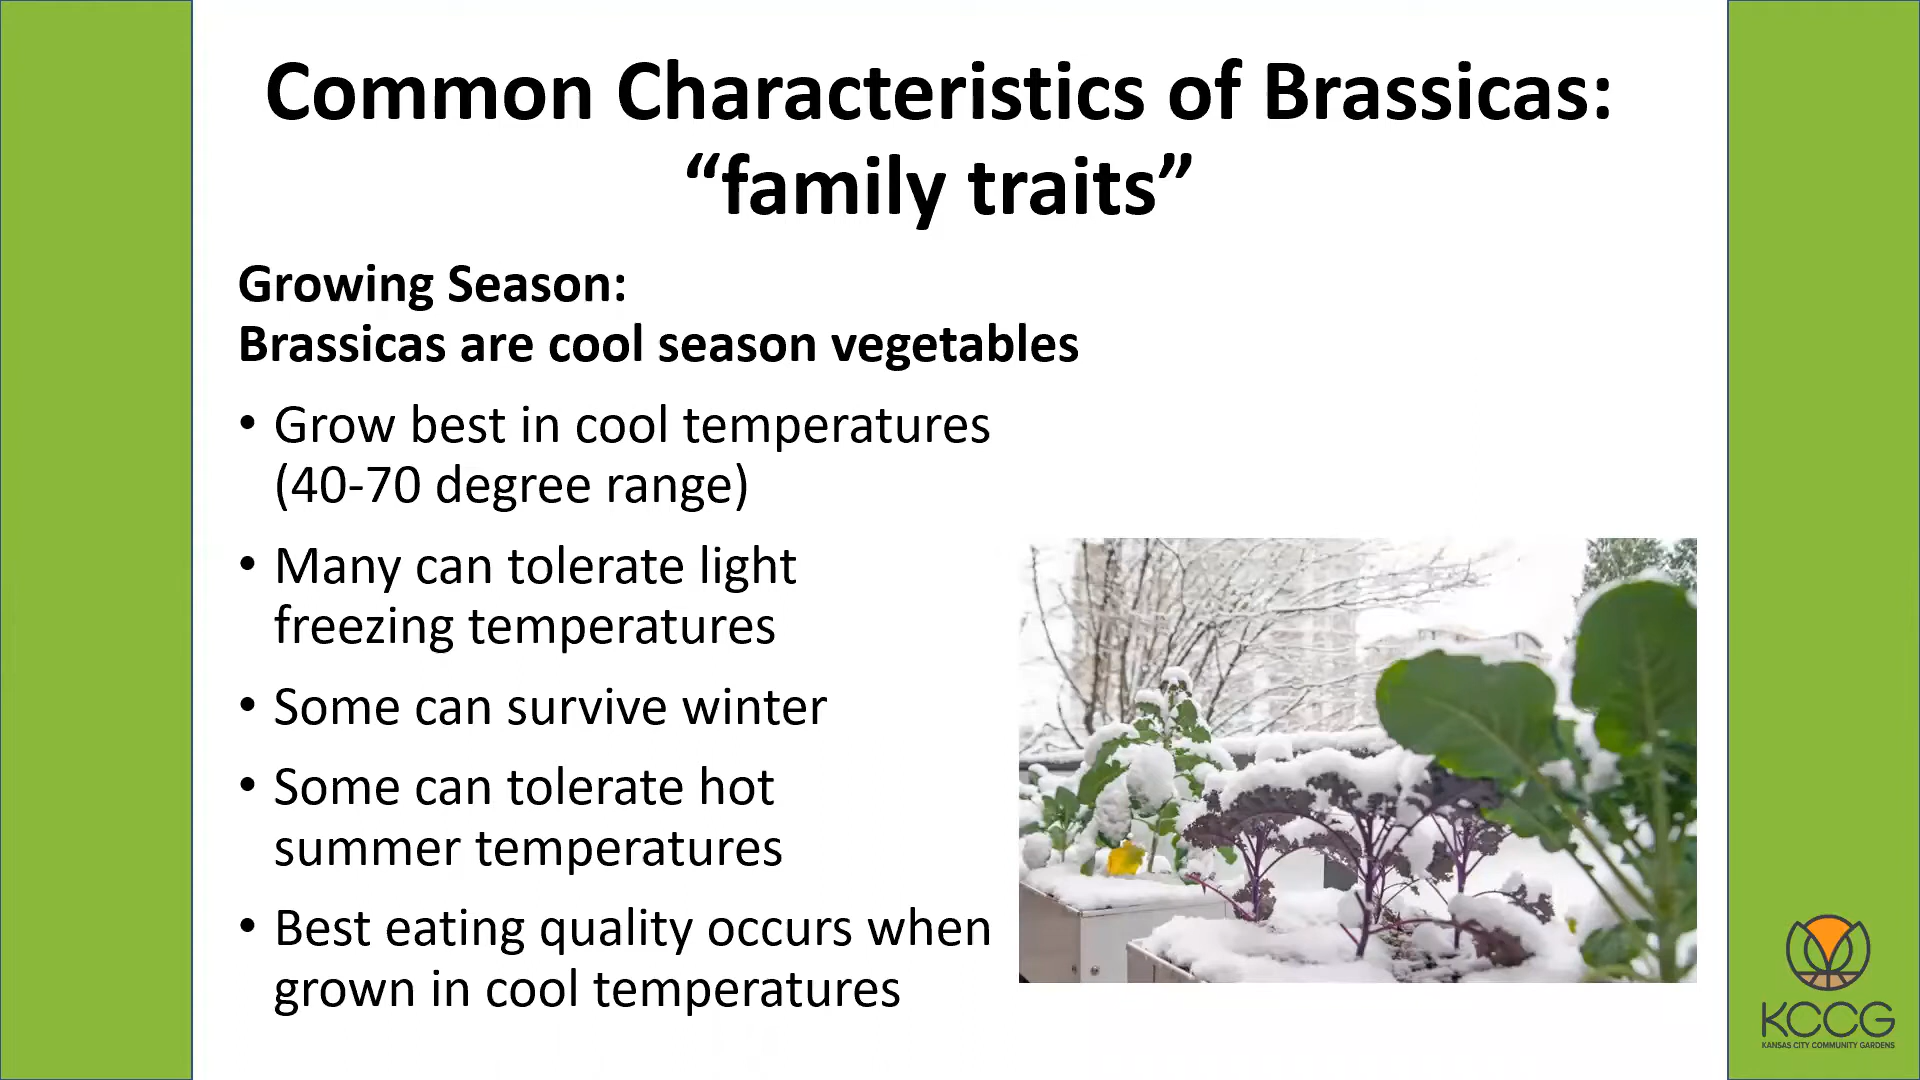 Common Characteristics of Brassicas:
“family traits”
Growing Season:
Brassicas are cool season vegetables
• Grow best in cool temperatures
(40-70 degree range)
• Many can tolerate light
freezing temperatures
• Some can survive winter
• Some can tolerate hot
summer temperatures
• Best eating quality occurs when
grown in cool temperatures
KCCG
KANSAS CITY COMMUNITY GARDENS